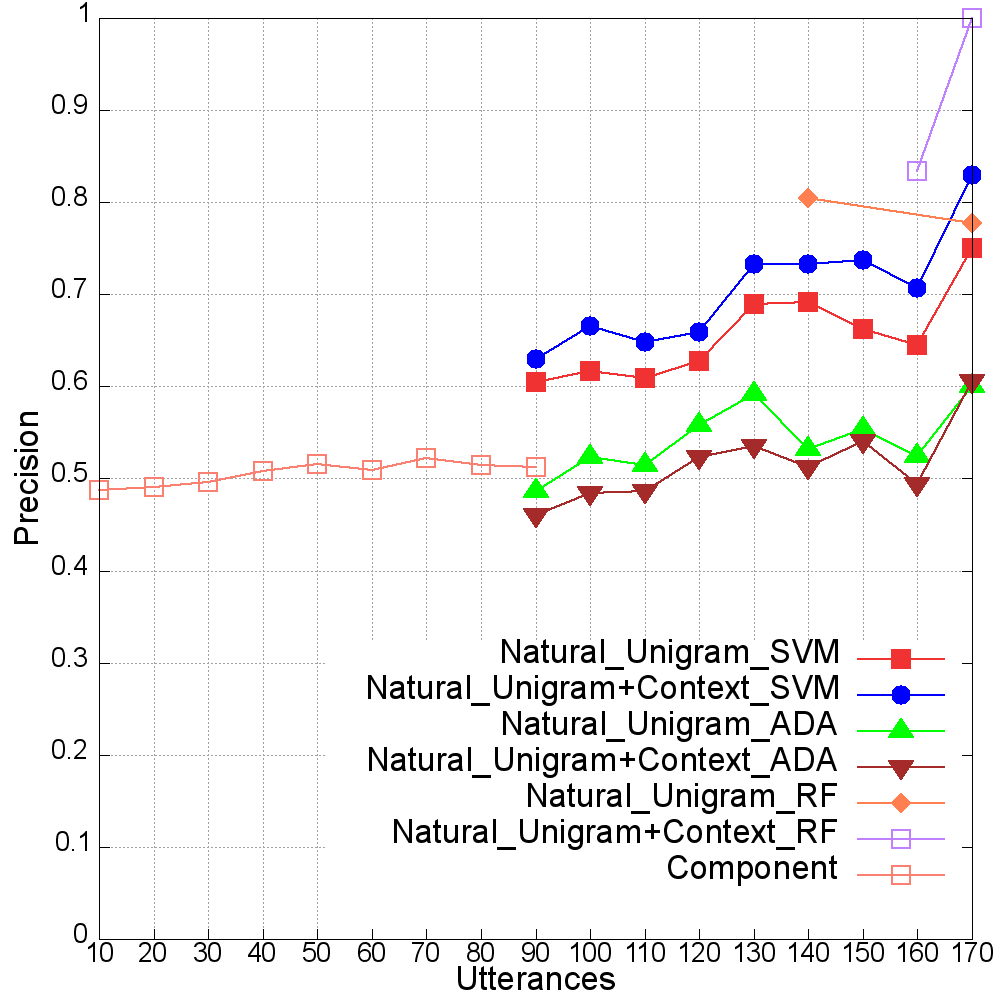 1
0.9
0.8
0.7
0.6
0.5
0.4
0.3
0.2
0.1
0
Precision
Natural_Unigram_SVM
Natural_Unigram+Context_SVM
Natural_Unigram_ADA
Natural_Unigram+Context_ADA
Natural_Unigram_RF
Natural_Unigram+Context_RF
Component
10 20 30 40 50 60 70 80 90 100 110 120 130 140 150 160 170
Utterances